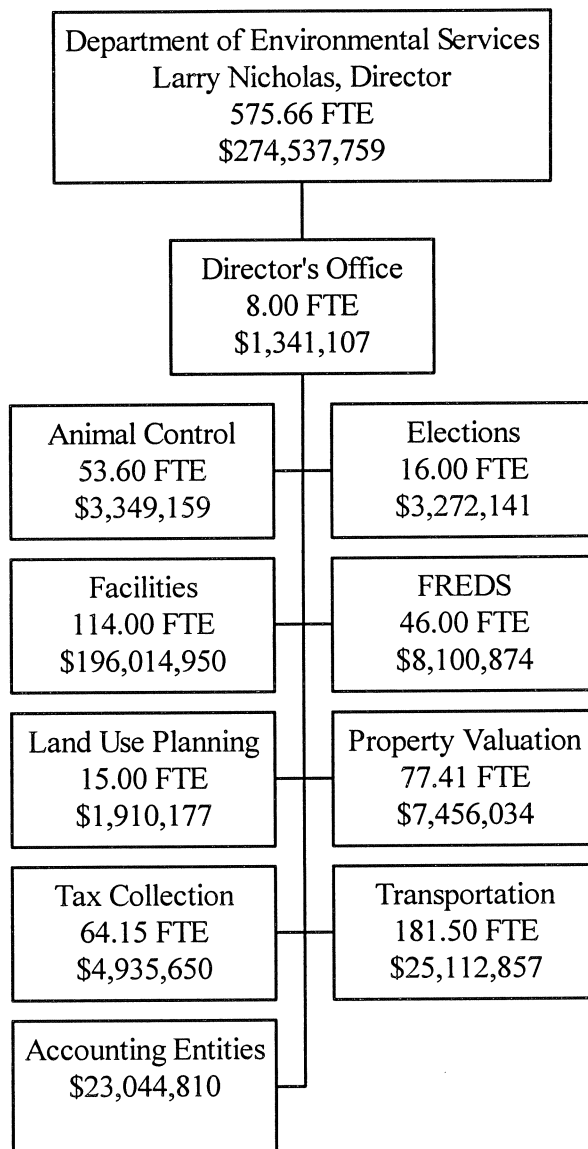 Department of Environmental Services
Larry Nicholas, Director
575.66 FTE
$274,537,759
Director's Office
8.00 FTE
$1,341,107
Animal Control
53.60 FTE
$3,349,159
Elections
16.00 FTE
$3,272,141
Facilities
114.00 FTE
$196,014,950
FREDS
46.00 FTE
$8,100,874
Land Use Planning
15.00 FTE
$1,910,177
Property Valuation
77.41 FTE
$7,456,034
Tax Collection
64.15 FTE
$4,935,650
Transportation
181.50 FTE
$25,112,857
Accounting Entities
$23,044,810